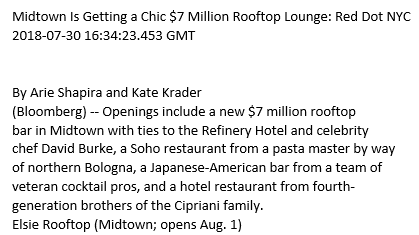 Midtown Is Getting a Chic $7 Million Rooftop Lounge: Red Dot NYC
2018-07-30 16:34:23.453 GMT
By Arie Shapira and Kate Krader
(Bloomberg) -- Openings include a new $7 million rooftop
bar in Midtown with ties to the Refinery Hotel and celebrity
chef David Burke, a Soho restaurant from a pasta master by way
of northern Bologna, a Japanese-American bar from a team of
veteran cocktail pros, and a hotel restaurant from fourth-
generation brothers of the Cipriani family.
Elsie Rooftop (Midtown; opens Aug. 1)